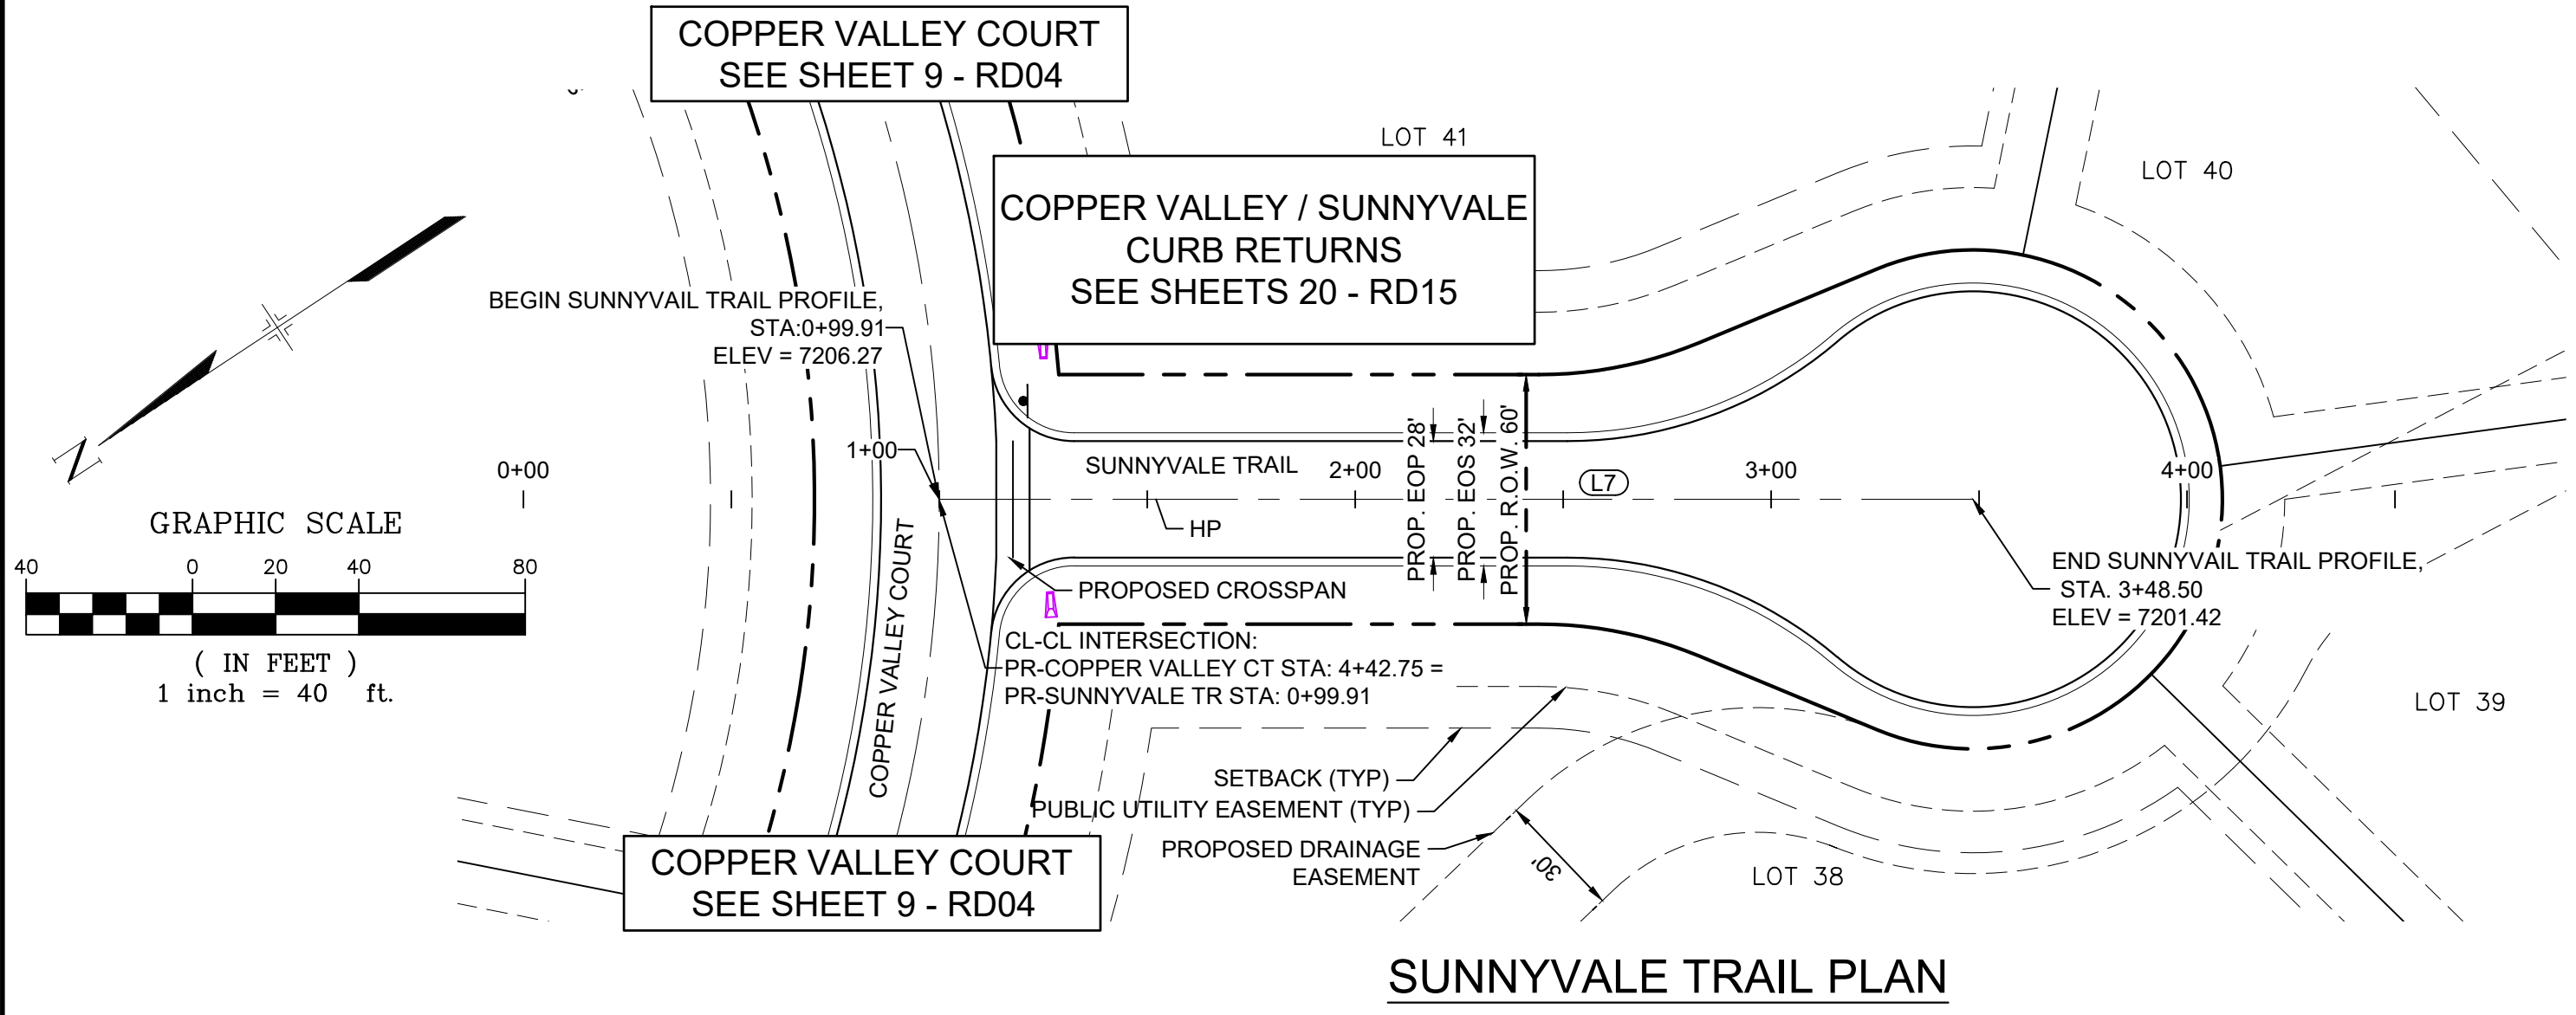 COPPER VALLEY COURT
SEE SHEET 9 - RD04
LOT 41
LOT 40
COPPER VALLEY / SUNNYVALE
CURB RETURNS
SEE SHEETS 20 - RD15
BEGIN SUNNYVAIL TRAIL PROFILE,
STA:0+99.91
ELEV = 7206.27
N
0+00
1+00
SUNNYVALE TRAIL
2+00
PROP. EOP 28'
PROP. EOS 32'
PROP. R.O.W. 60'
L7
3+00
4+00
HP
GRAPHIC SCALE
40 0 20 40 80
( IN FEET )
1 inch = 40 ft.
COPPER VALLEY COURT
PROPOSED CROSSPAN
END SUNNYVAIL TRAIL PROFILE,
STA. 3+48.50
ELEV = 7201.42
CL-CL INTERSECTION:
PR-COPPER VALLEY CT STA: 4+42.75 =
PR-SUNNYVALE TR STA: 0+99.91
LOT 39
SETBACK (TYP)
PUBLIC UTILITY EASEMENT (TYP)
PROPOSED DRAINAGE
EASEMENT
30'
LOT 38
COPPER VALLEY COURT
SEE SHEET 9 - RD04
SUNNYVALE TRAIL PLAN